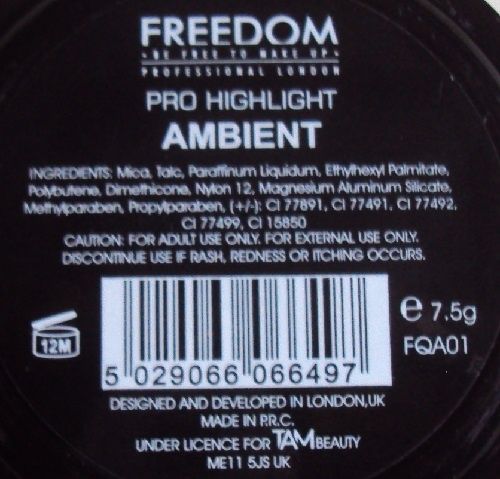 FREEDOM
• BE FREE TO MAKE UP •
PROFESSIONAL LONDON
PRO HIGHLIGHT
AMBIENT
INGREDIENTS: Mica, Talc, Paraffinum Liquidum, Ethylhexyl Palmitate,
Polybutene, Dimethicone, Nylon 12, Magnesium Aluminum Silicate,
Methylparaben, Propylparaben, (+/-): CI 77891, CI 77491, CI 77492,
CI 77499, CI 15850
CAUTION: FOR ADULT USE ONLY. FOR EXTERNAL USE ONLY.
DISCONTINUE USE IF RASH, REDNESS OR ITCHING OCCURS.
12M
e 7.5g
FQA01
5 029066 066497
DESIGNED AND DEVELOPED IN LONDON,UK
MADE IN P.R.C.
UNDER LICENCE FOR TAM BEAUTY
ME11 5JS UK